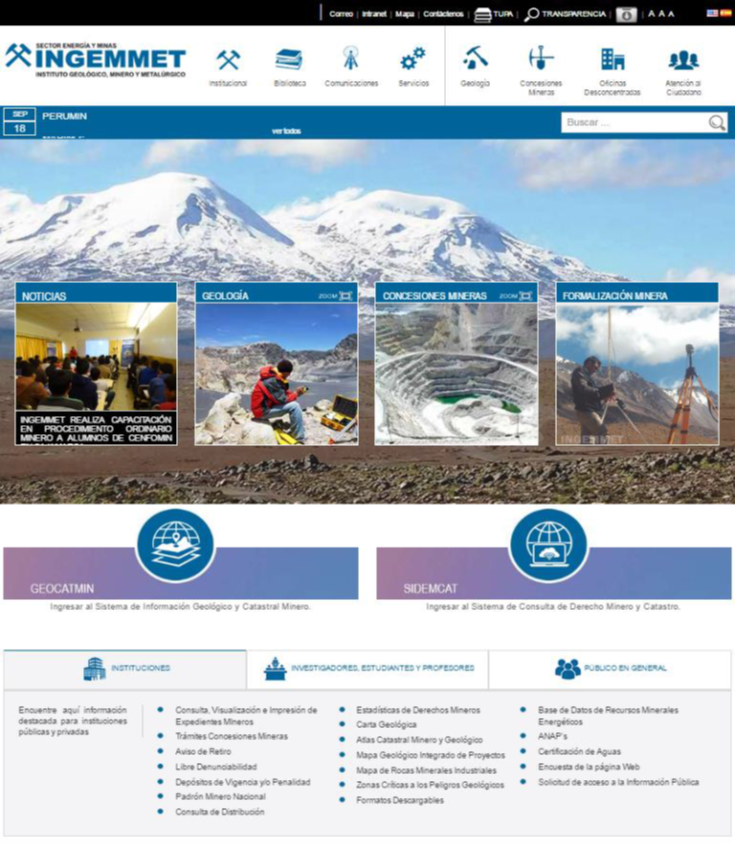 Correo | Intranet | Mapa | Contáctenos | TUPA | TRANSPARENCIA | | A A A
SECTOR ENERGÍA Y MINAS
INGEMMET
INSTITUTO GEOLÓGICO, MINERO Y METALÚRGICO
Institucional
Biblioteca
Comunicaciones
Servicios
Geología
Concesiones
Mineras
Oficinas
Desconcentradas
Atención al
Ciudadano
SEP
18
PERUMIN
ver todos
Buscar ...
NOTICIAS
INGEMMET REALIZA CAPACITACIÓN
EN PROCEDIMIENTO ORDINARIO
MINERO A ALUMNOS DE CENFOMIN
GEOLOGÍA
ZOOM
CONCESIONES MINERAS
ZOOM
FORMALIZACIÓN MINERA
INGEMMET
GEOCATMIN
Ingresar al Sistema de Información Geológico y Catastral Minero.
SIDEMCAT
Ingresar al Sistema de Consulta de Derecho Minero y Catastro.
INSTITUCIONES
INVESTIGADORES, ESTUDIANTES Y PROFESORES
PÚBLICO EN GENERAL
Encuentre aquí información
destacada para instituciones
públicas y privadas
Consulta, Visualización e Impresión de
Expedientes Mineros
Trámites Concesiones Mineras
Aviso de Retiro
Libre Denunciabilidad
Depósitos de Vigencia y/o Penalidad
Padrón Minero Nacional
Consulta de Distribución
Estadísticas de Derechos Mineros
Carta Geológica
Atlas Catastral Minero y Geológico
Mapa Geológico Integrado de Proyectos
Mapa de Rocas Minerales Industriales
Zonas Críticas a los Peligros Geológicos
Formatos Descargables
Base de Datos de Recursos Minerales
Energéticos
ANAP's
Certificación de Aguas
Encuesta de la página Web
Solicitud de acceso a la Información Pública